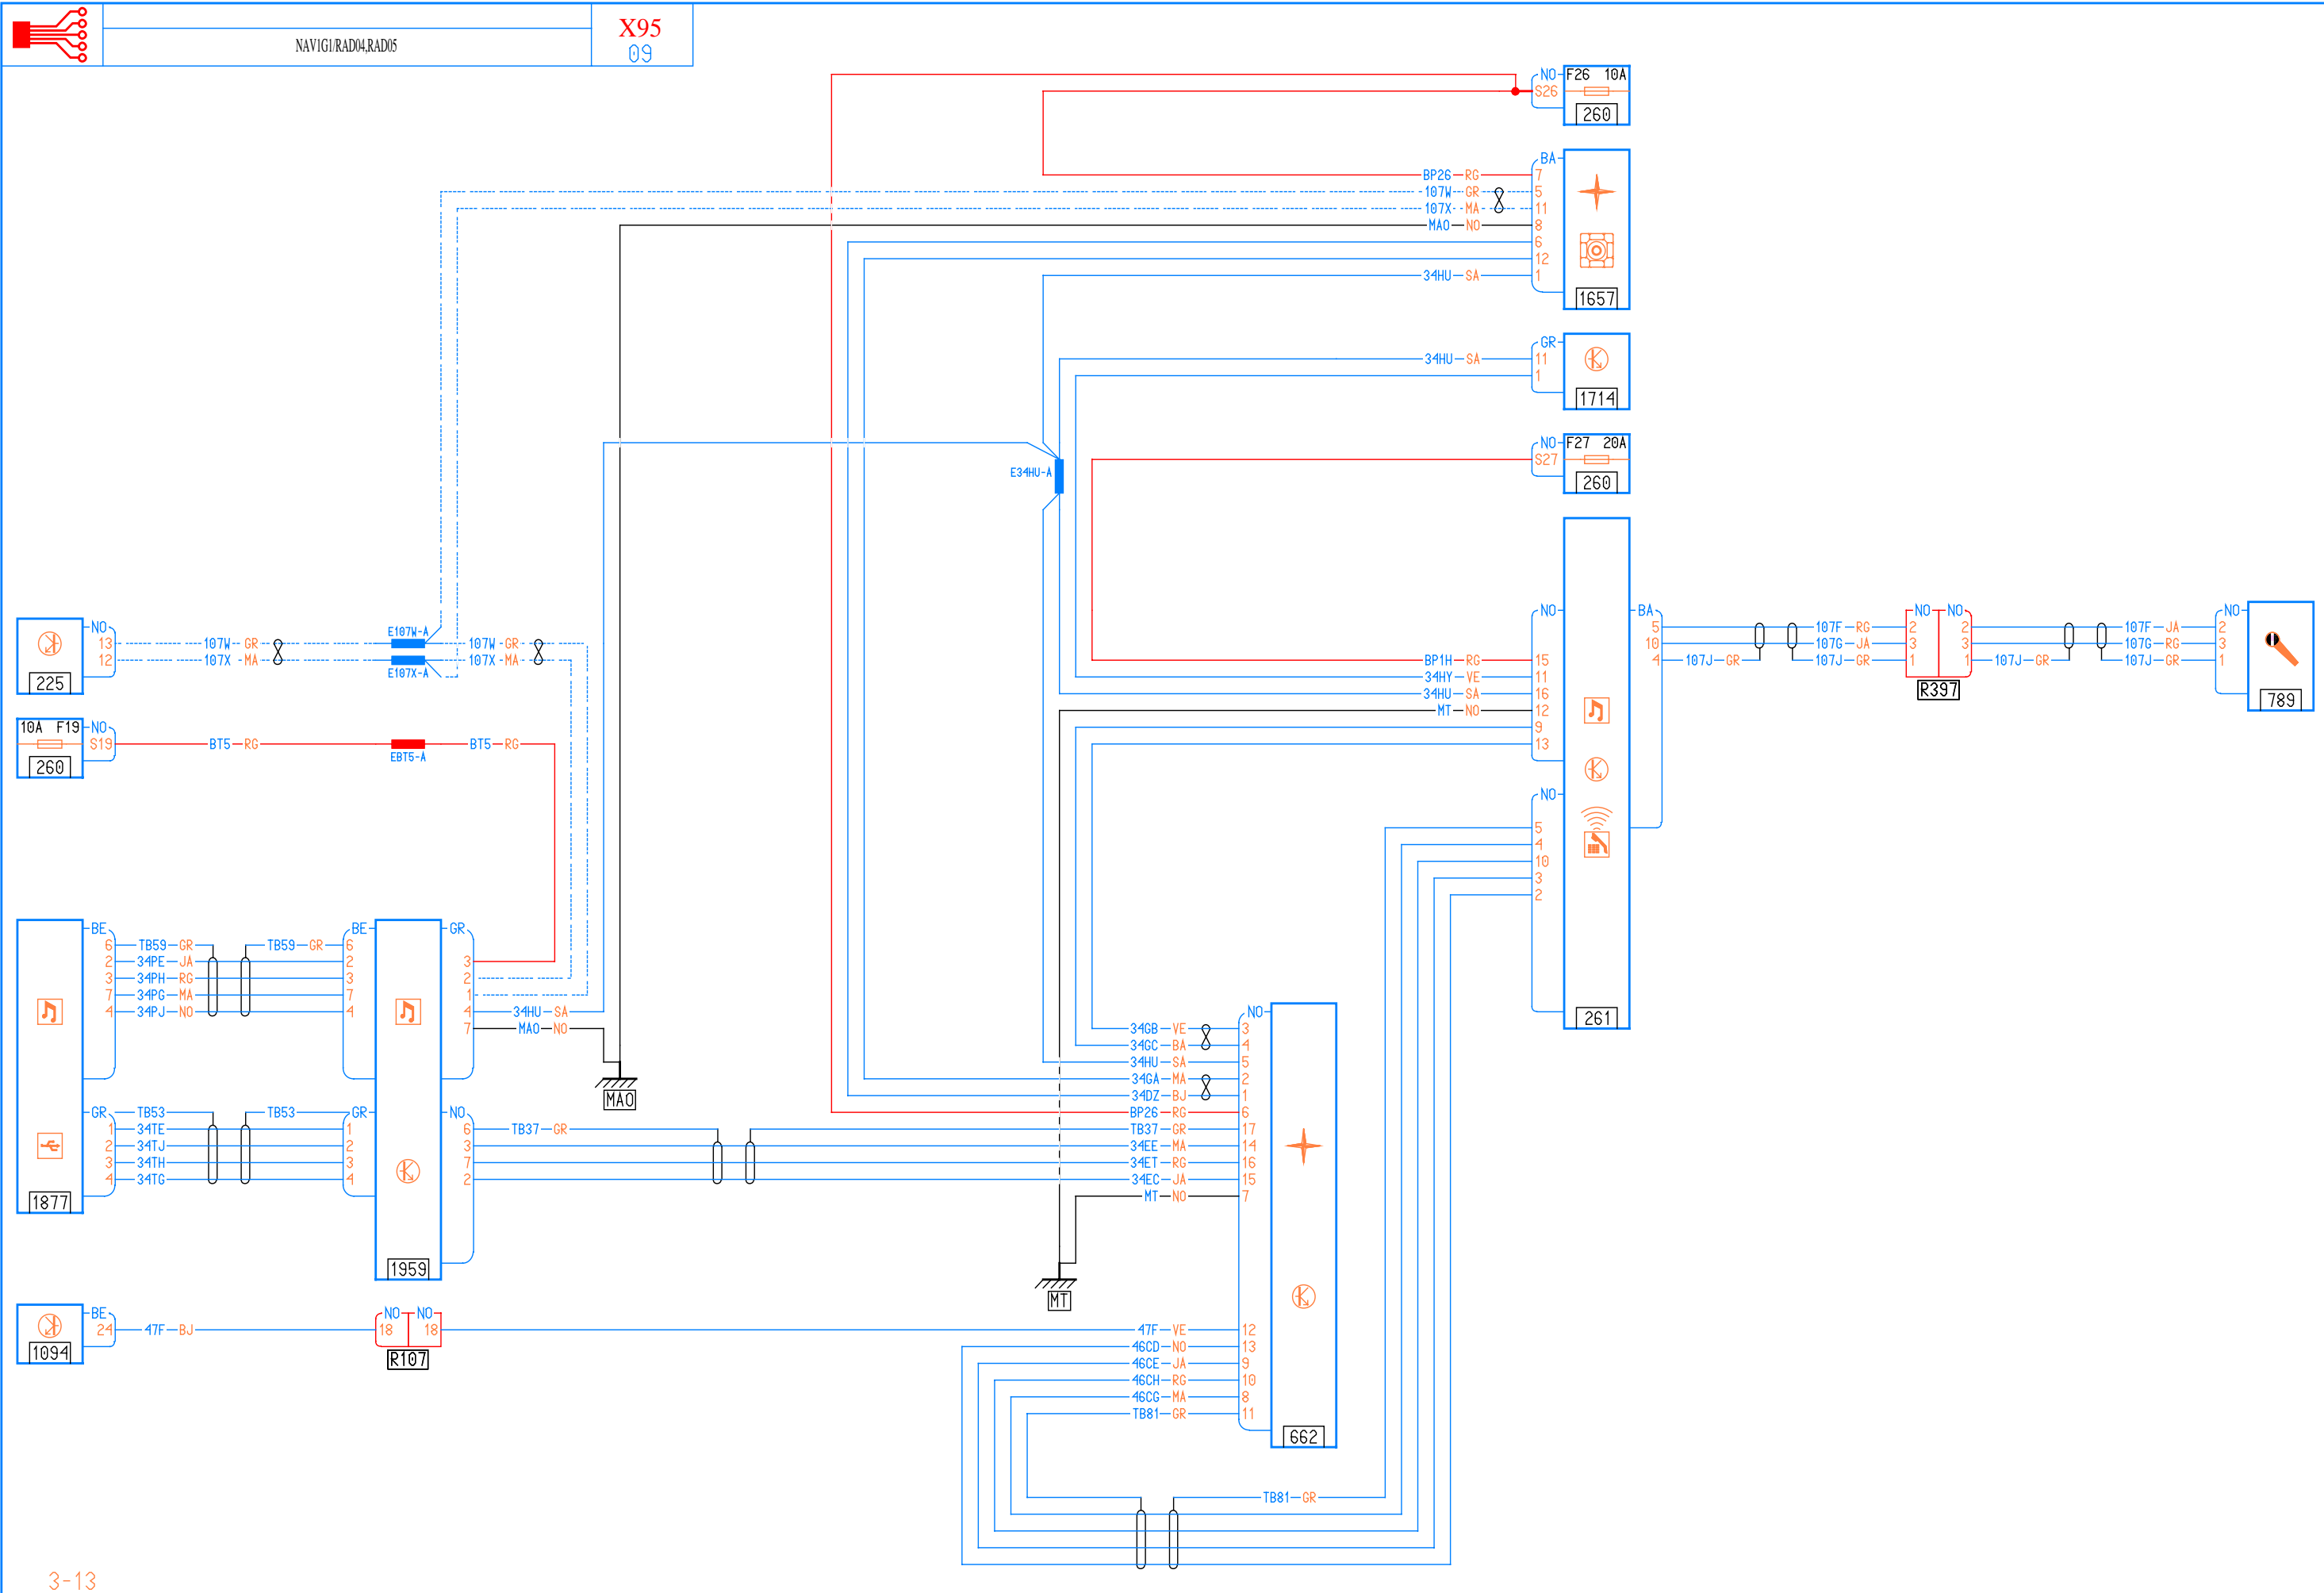 NAV1G1/RAD04,RAD05
X95
09
NO F26 10A
S26
260
BA
BP26 RG 7
107W GR 5
107X MA 11
MAO NO 8
6
12
34HU SA 1
1657
GR
34HU SA 11
1
1714
NO F27 20A
S27
260
E34HU-A
NO
BP1H RG 15
34HY VE 11
34HU SA 16
MT NO 12
9
13
NO
5
4
10
3
2
261
BA
5 107F RG 2
10 107G JA 3
4 107J GR 107J GR 1
NO NO
R397
2 107F JA 2
3 107G RG 3
1 107J GR 107J GR 1
NO
789
NO
13 107W GR E107W-A 107W GR
12 107X MA E107X-A 107X MA
225
10A F19 NO
S19 BT5 RG EBT5-A BT5 RG
260
BE BE
6 TB59 GR TB59 GR 6
2 34PE JA 2
3 34PH RG 3
7 34PG MA 7
4 34PJ NO 4
GR TB53 TB53 GR
1 34TE 1
2 34TJ 2
3 34TH 3
4 34TG 4
1877
GR
3
2
1
4 34HU SA
7 MAO NO
MAO
NO
6 TB37 GR
3
7
2
1959
NO
34GB VE 3
34GC BA 4
34HU SA 5
34GA MA 2
34DZ BJ 1
BP26 RG 6
TB37 GR 17
34EE MA 14
34ET RG 16
34EC JA 15
MT NO 7
MT
BE
24 47F BJ
1094
NO NO
18 18
R107
47F VE 12
46CD NO 13
46CE JA 9
46CH RG 10
46CG MA 8
TB81 GR 11
662
TB81 GR
3-13